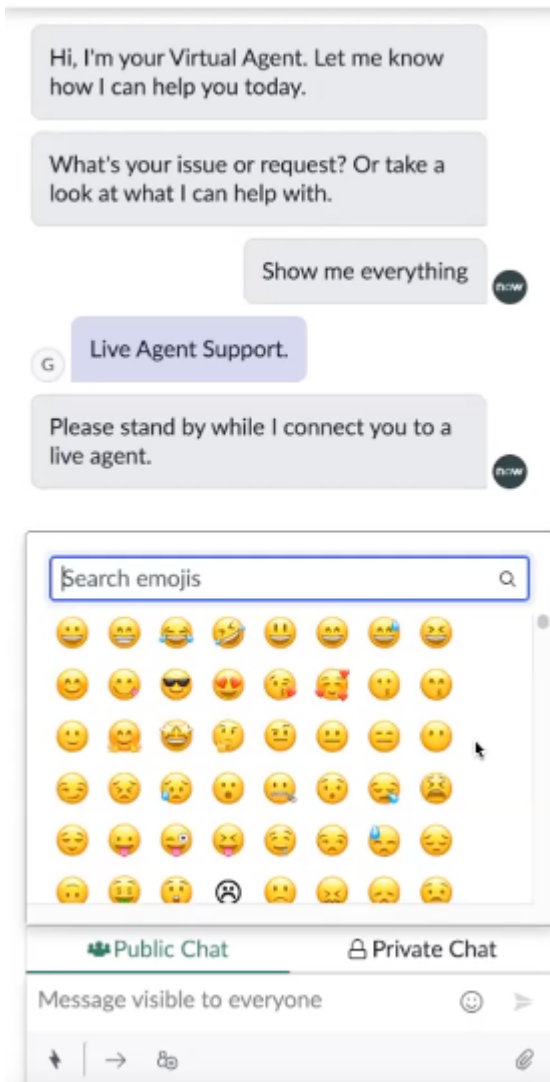 Hi, I'm your Virtual Agent. Let me know
how I can help you today.
What's your issue or request? Or take a
look at what I can help with.
Show me everything
now
Live Agent Support.
G
Please stand by while I connect you to a
live agent.
now
Search emojis
Public Chat
Private Chat
Message visible to everyone